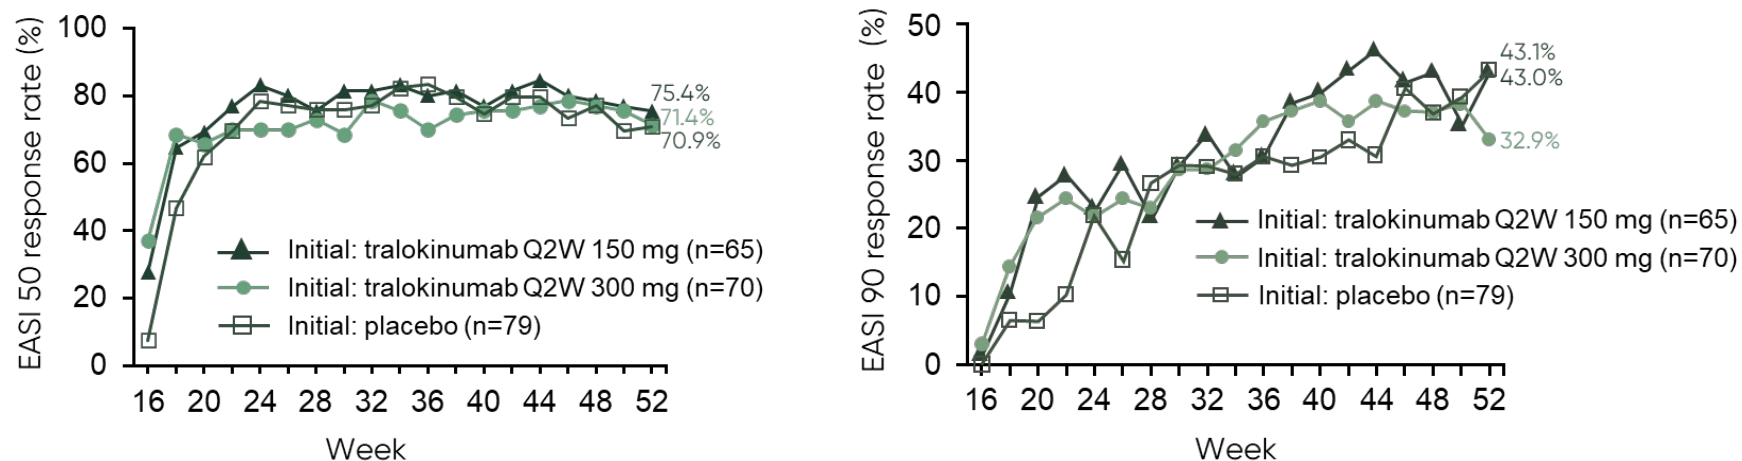 EASI 50 response rate (%)
100
80
60
40
20
0
75.4%
71.4%
70.9%
Initial: tralokinumab Q2W 150 mg (n=65)
Initial: tralokinumab Q2W 300 mg (n=70)
Initial: placebo (n=79)
16 20 24 28 32 36 40 44 48 52
Week
EASI 90 response rate (%)
50
40
30
20
10
0
43.1%
43.0%
32.9%
Initial: tralokinumab Q2W 150 mg (n=65)
Initial: tralokinumab Q2W 300 mg (n=70)
Initial: placebo (n=79)
16 20 24 28 32 36 40 44 48 52
Week